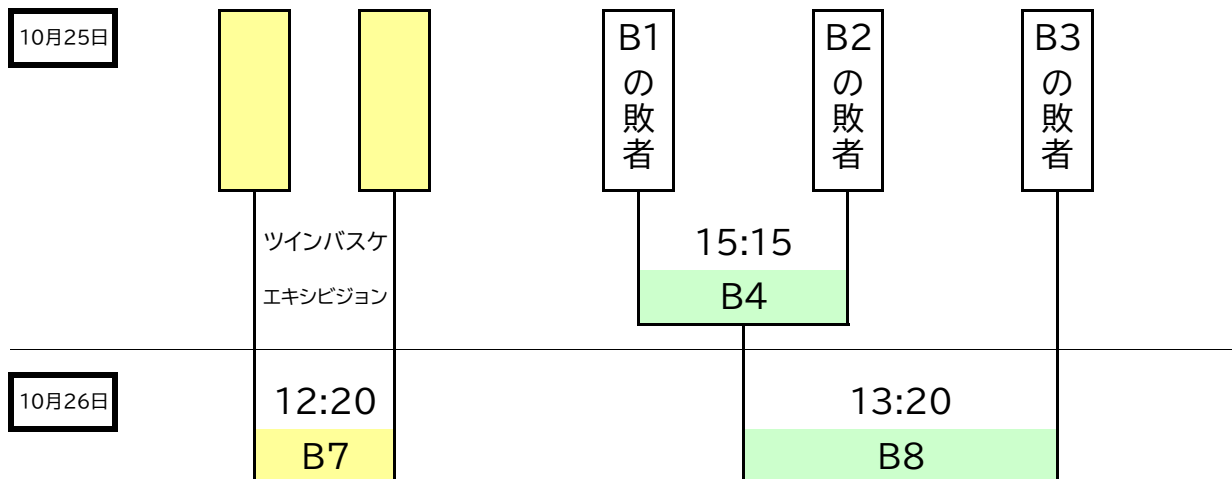 10月25日
B1の敗者
B2の敗者
B3の敗者
ツインバスケ
エキシビジョン
15:15
B4
10月26日
12:20
B7
13:20
B8